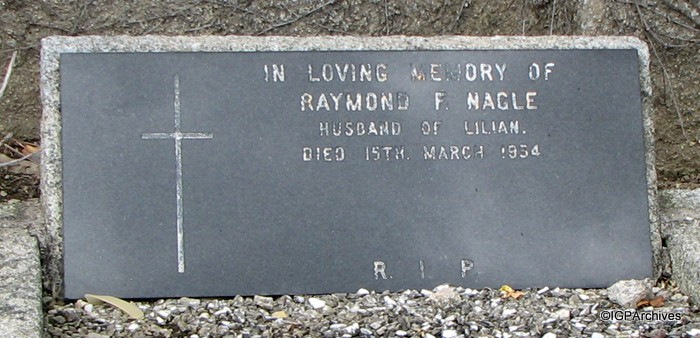 IN LOVING MEMORY OF
RAYMOND F. NAGLE
HUSBAND OF LILIAN.
DIED 15TH. MARCH 1954
R. I. P.
©IGPArchives